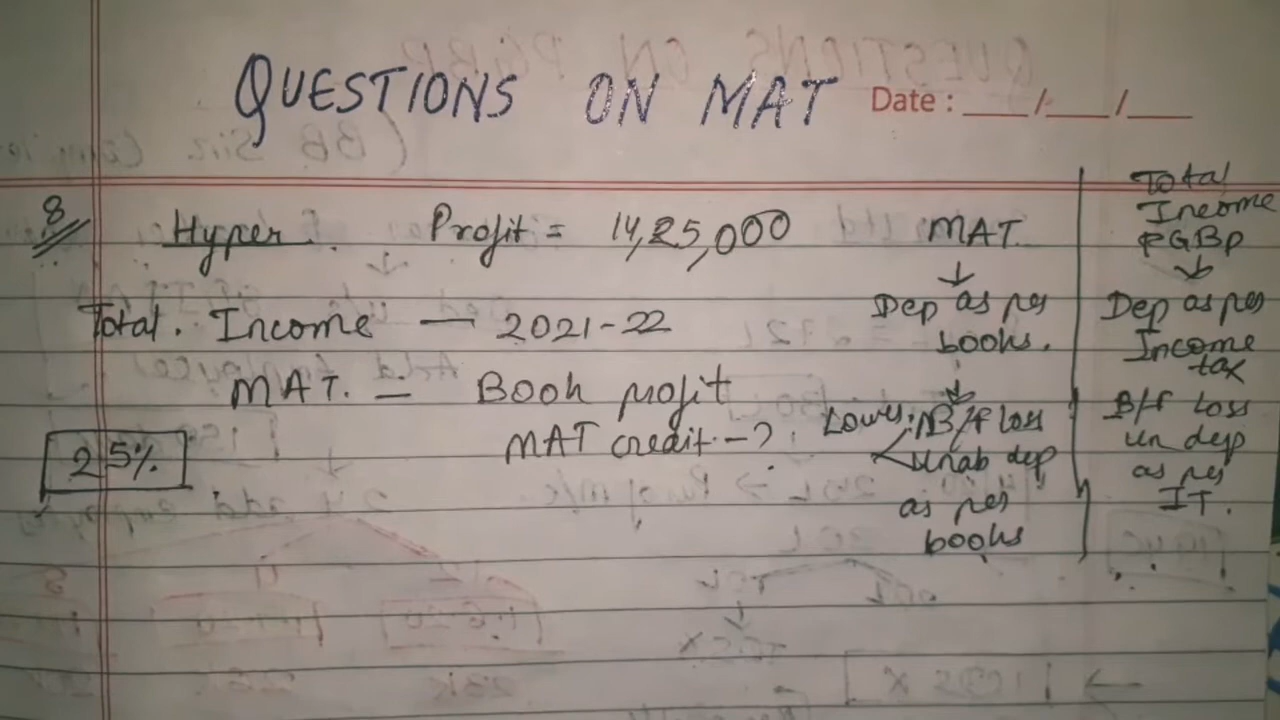 QUESTIONS ON MAT Date : ___/___/___
8
Hyper Profit = 14,25,000
Total. Income — 2021-22
MAT. = Book profit
MAT credit - ?
25%
MAT.
↓
Dep as per
books.
↓
Lower. B/f loss
unab dep
as per
books
Total
Income
PGBP
↓
Dep as per
Income
tax
B/f Loss
un dep
as per
IT.